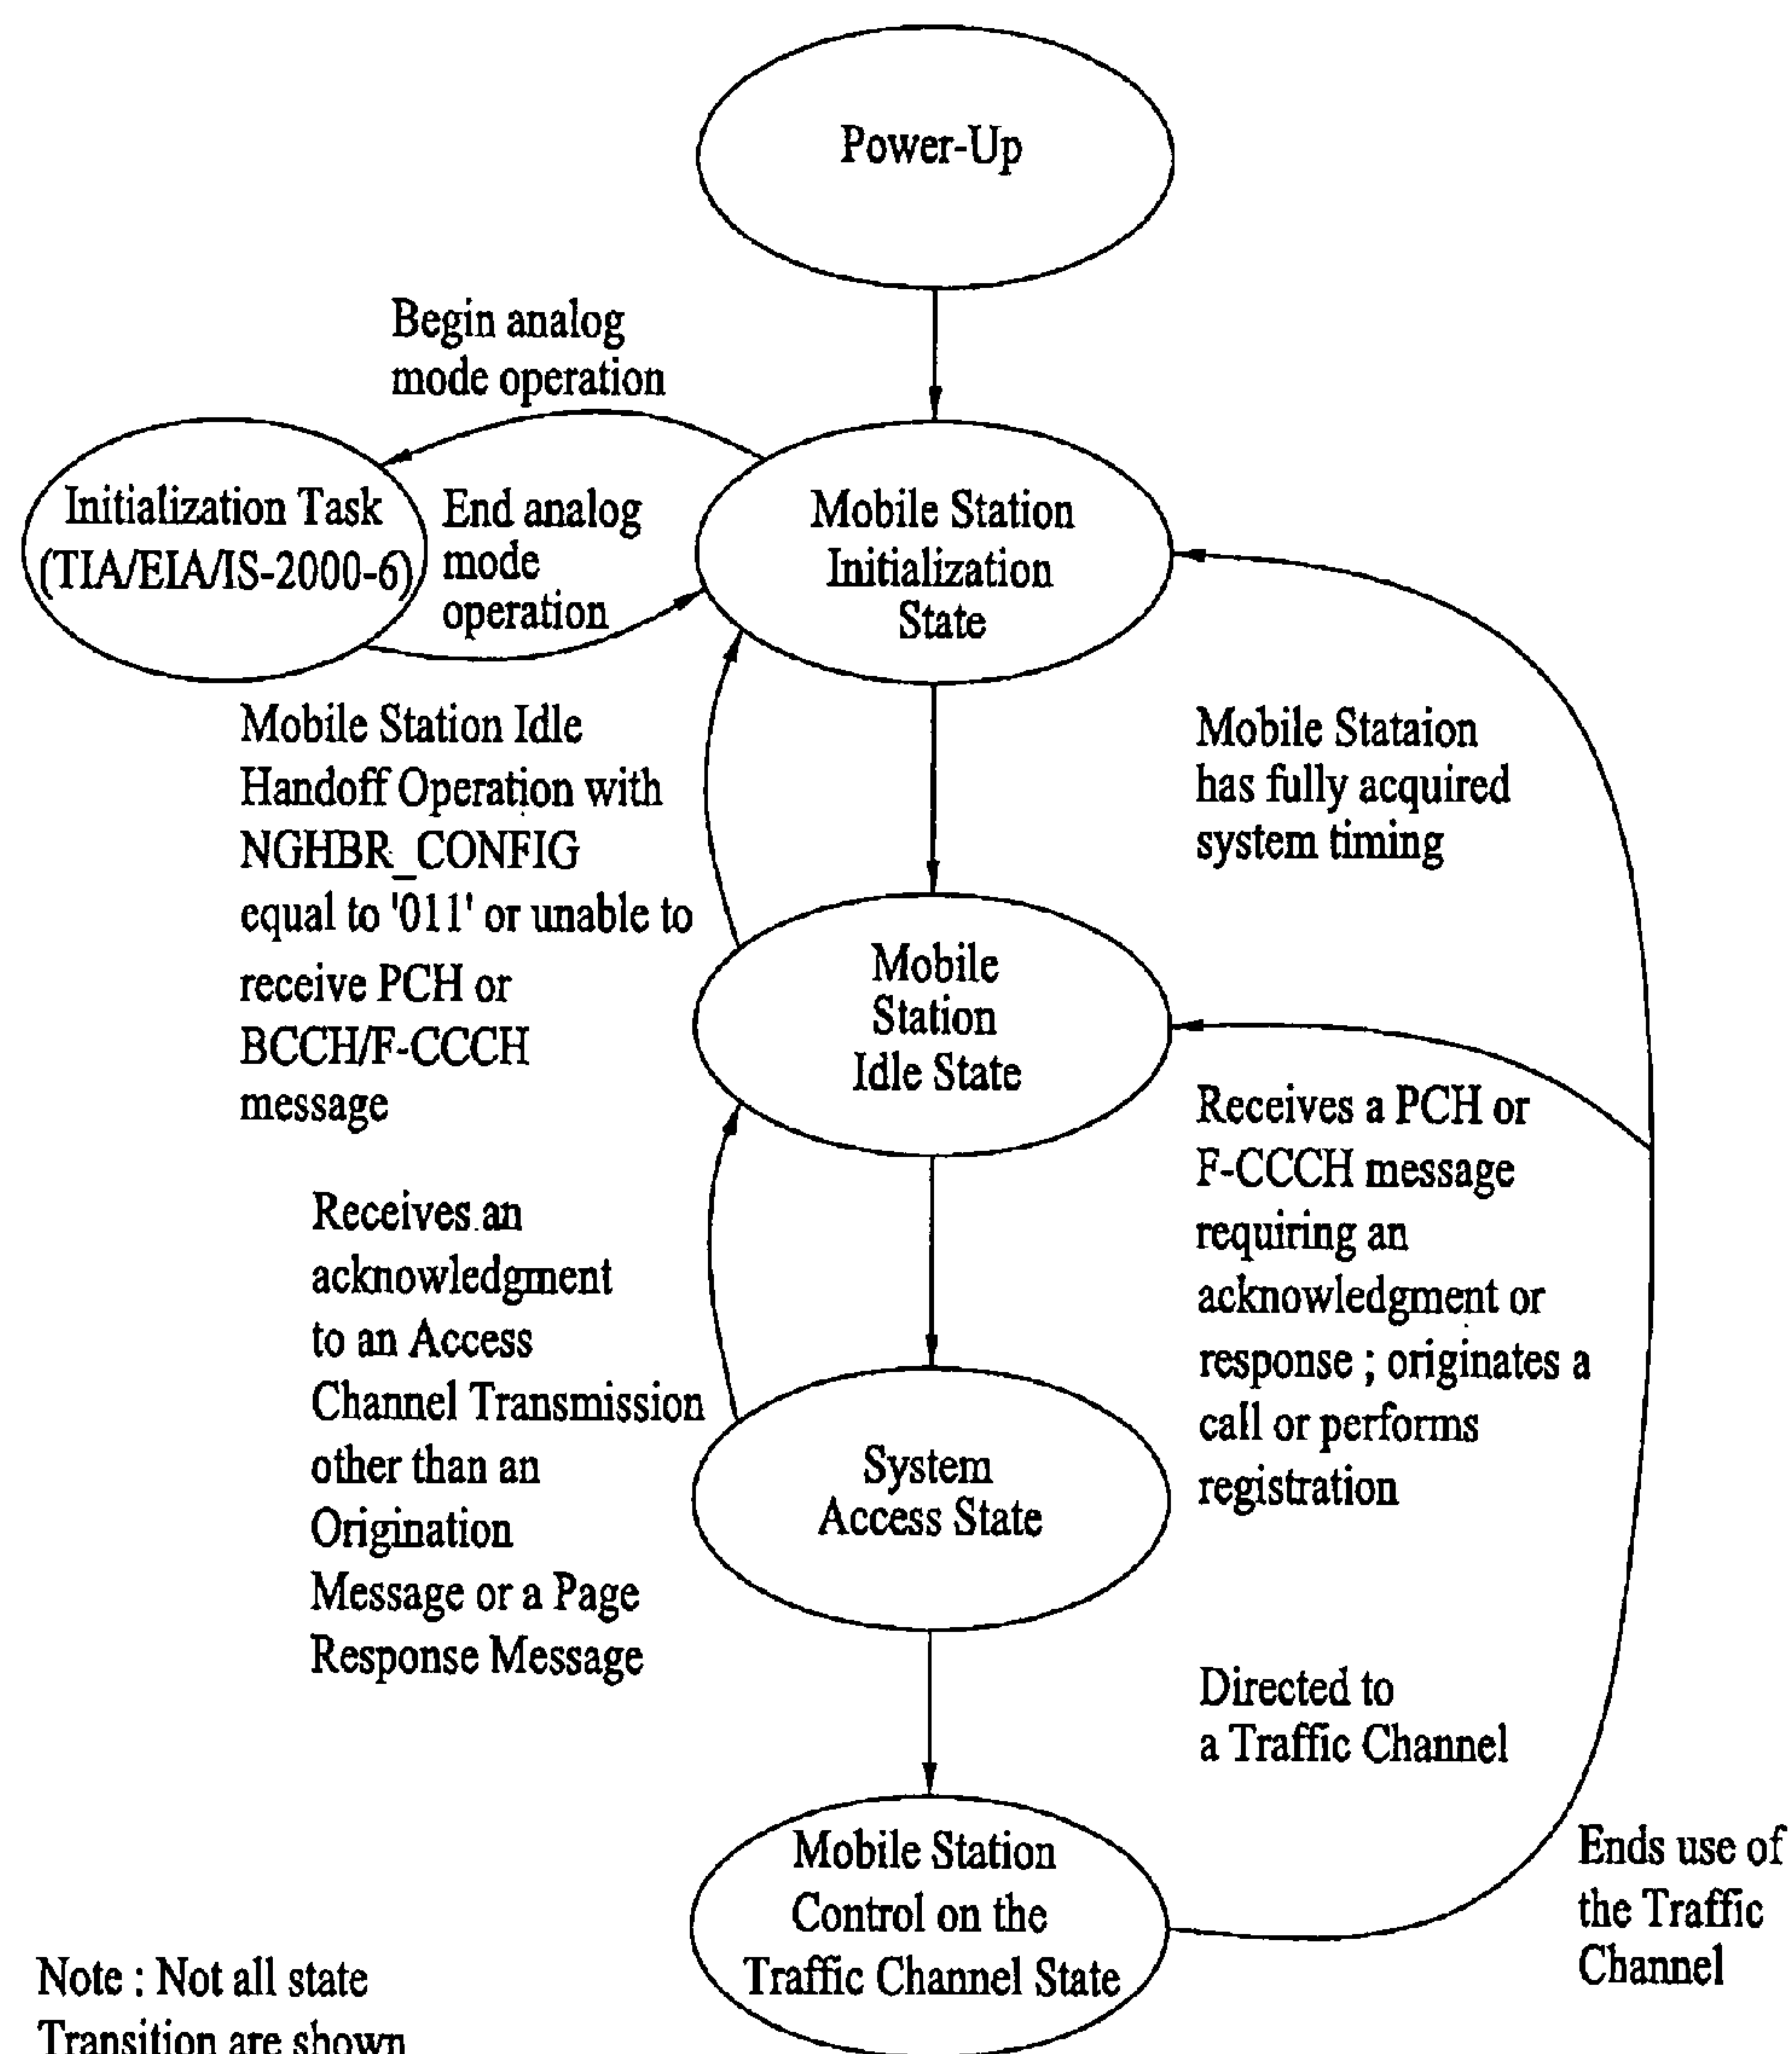 Power-Up
Begin analog
mode operation
Initialization Task
(TIA/EIA/IS-2000-6)
End analog
mode
operation
Mobile Station
Initialization
State
Mobile Station Idle
Handoff Operation with
NGHBR_CONFIG
equal to '011' or unable to
receive PCH or
BCCH/F-CCCH
message
Mobile Stataion
has fully acquired
system timing
Mobile
Station
Idle State
Receives a PCH or
F-CCCH message
requiring an
acknowledgment or
response ; originates a
call or performs
registration
Receives an
acknowledgment
to an Access
Channel Transmission
other than an
Origination
Message or a Page
Response Message
System
Access State
Directed to
a Traffic Channel
Mobile Station
Control on the
Traffic Channel State
Ends use of
the Traffic
Channel
Note : Not all state
Transition are shown